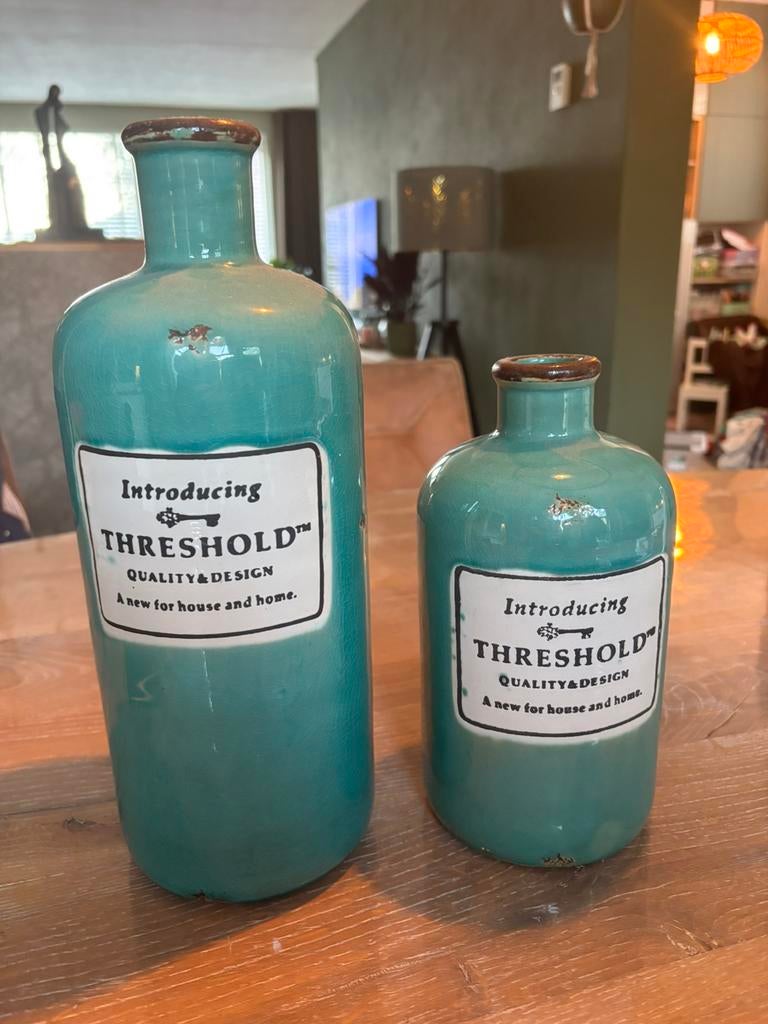 Introducing
THRESHOLD™
QUALITY&DESIGN
A new for house and home.
Introducing
THRESHOLD™
QUALITY&DESIGN
A new for house and home.